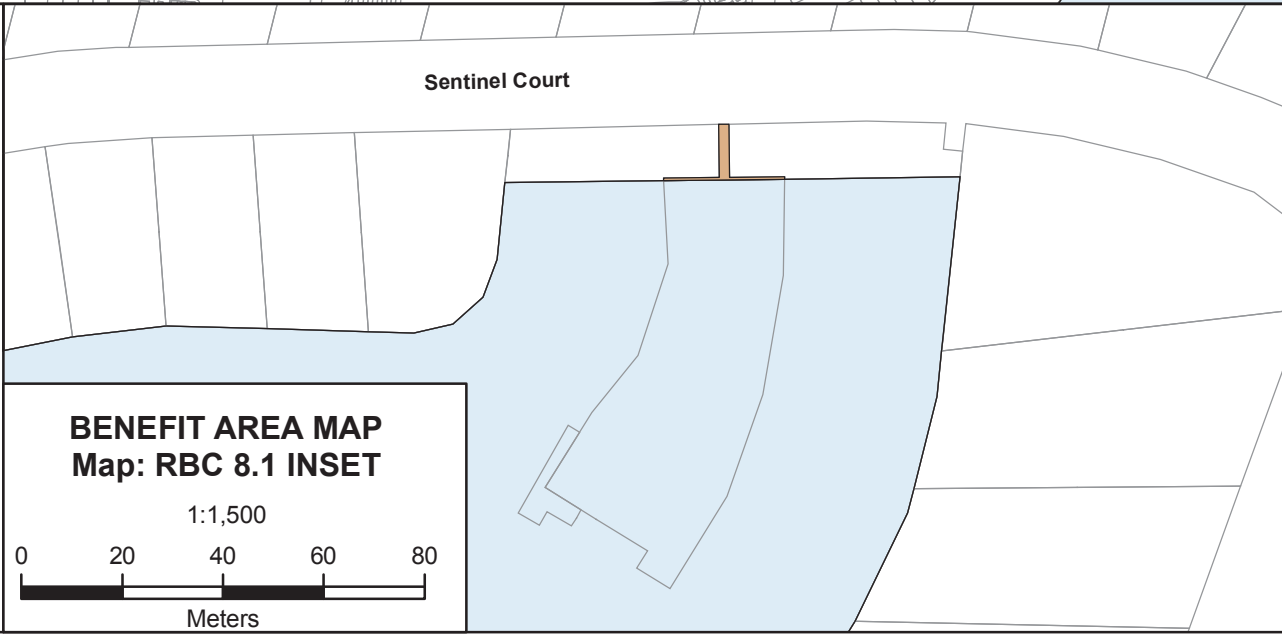 Sentinel Court
BENEFIT AREA MAP
Map: RBC 8.1 INSET
1:1,500
0 20 40 60 80
Meters